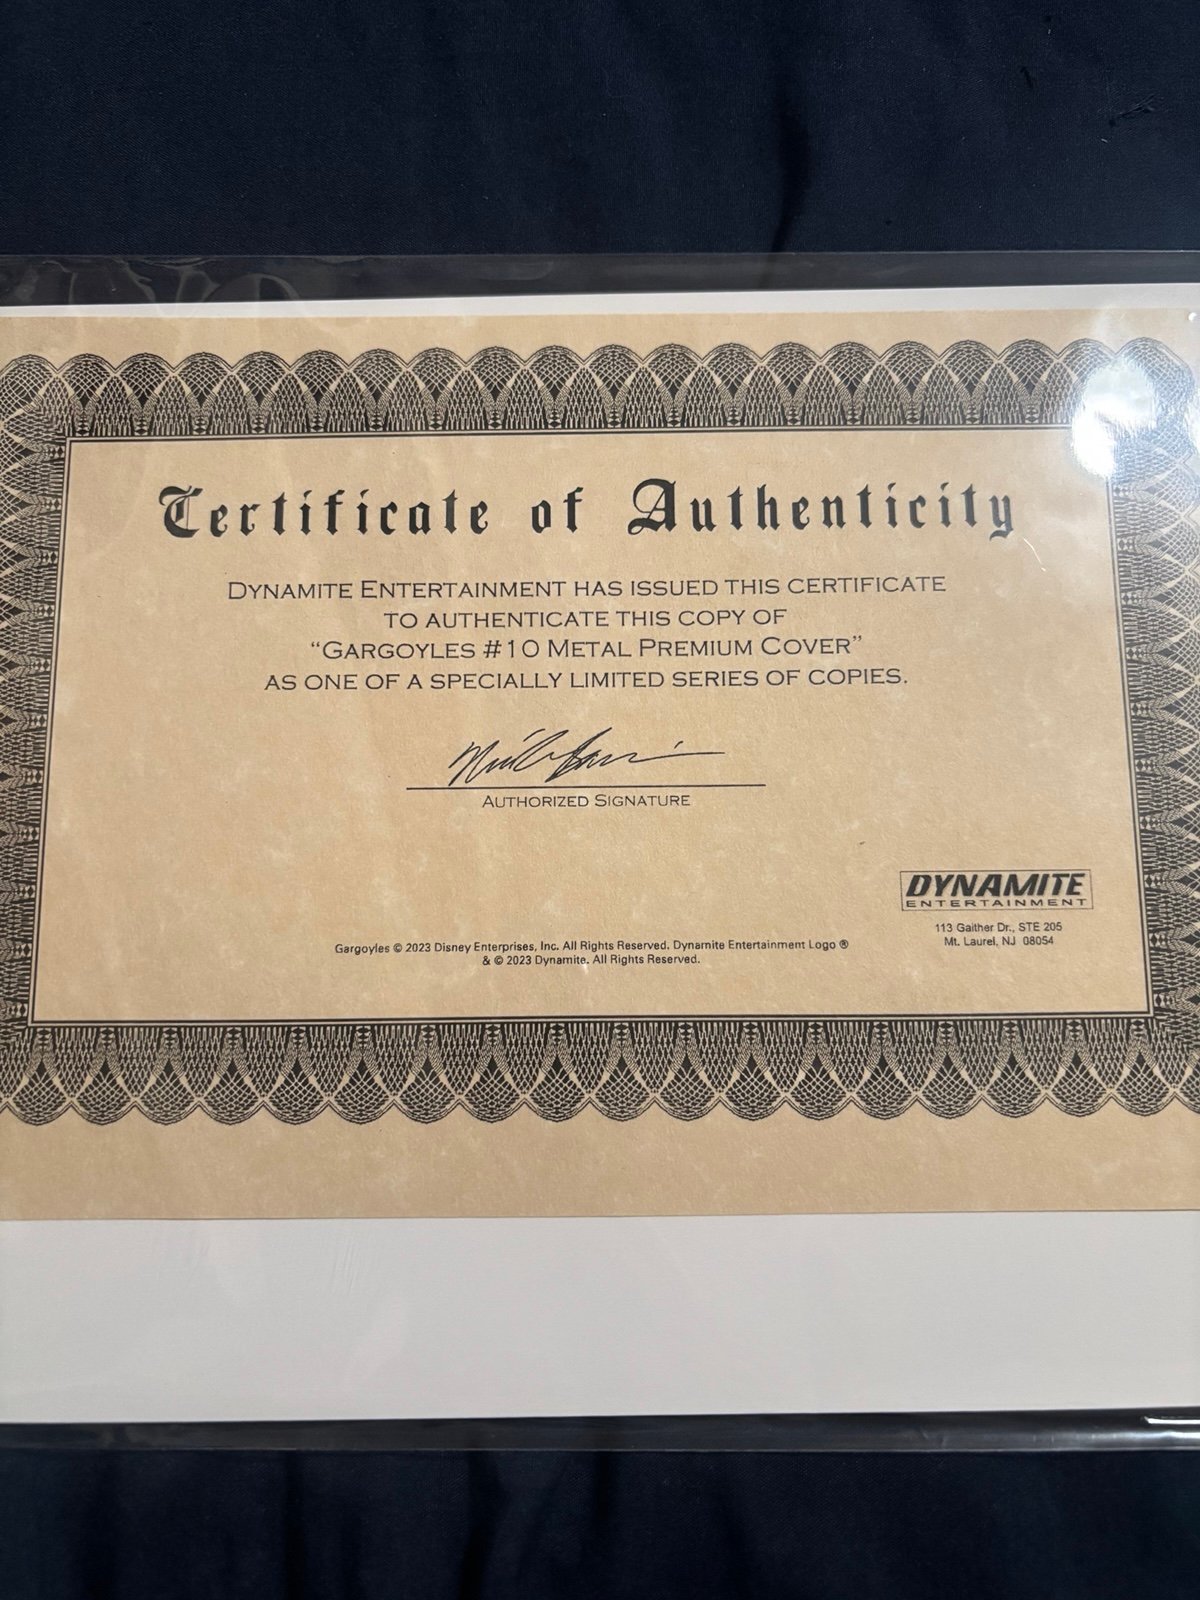 Certificate of Authenticity
Dynamite Entertainment has issued this certificate
to authenticate this copy of
“Gargoyles #10 Metal Premium Cover”
as one of a specially limited series of copies.
Authorized Signature
DYNAMITE
ENTERTAINMENT
113 Gaither Dr., STE 205
Mt. Laurel, NJ 08054
Gargoyles © 2023 Disney Enterprises, Inc. All Rights Reserved. Dynamite Entertainment Logo ®
& © 2023 Dynamite. All Rights Reserved.